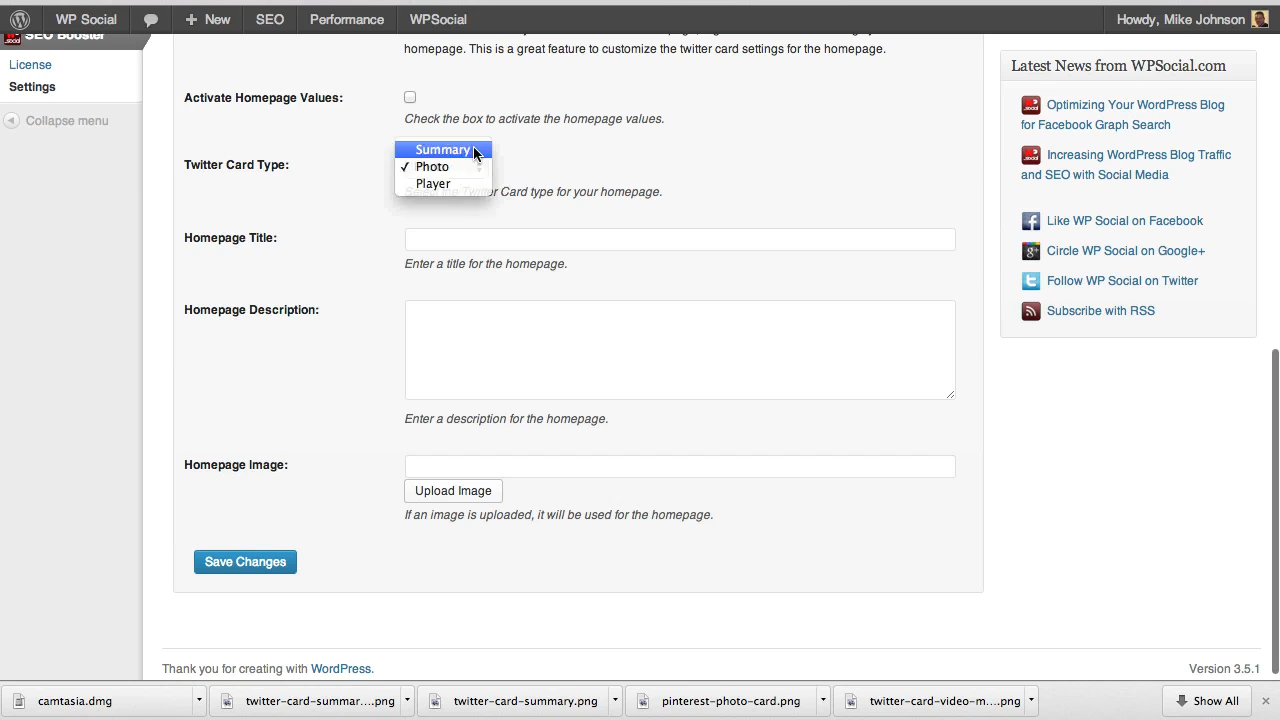 WP Social
New
SEO
Performance
WPSocial
Howdy, Mike Johnson
SEO Booster
License
Settings
Collapse menu
homepage. This is a great feature to customize the twitter card settings for the homepage.
Activate Homepage Values:
Check the box to activate the homepage values.
Twitter Card Type:
Summary
✓ Photo
Player
Twitter Card type for your homepage.
Homepage Title:
Enter a title for the homepage.
Homepage Description:
Enter a description for the homepage.
Homepage Image:
Upload Image
If an image is uploaded, it will be used for the homepage.
Save Changes
Latest News from WPSocial.com
Optimizing Your WordPress Blog
for Facebook Graph Search
Increasing WordPress Blog Traffic
and SEO with Social Media
Like WP Social on Facebook
Circle WP Social on Google+
Follow WP Social on Twitter
Subscribe with RSS
Thank you for creating with WordPress.
Version 3.5.1
camtasia.dmg
twitter-card-summar....png
twitter-card-summary.png
pinterest-photo-card.png
twitter-card-video-m....png
Show All